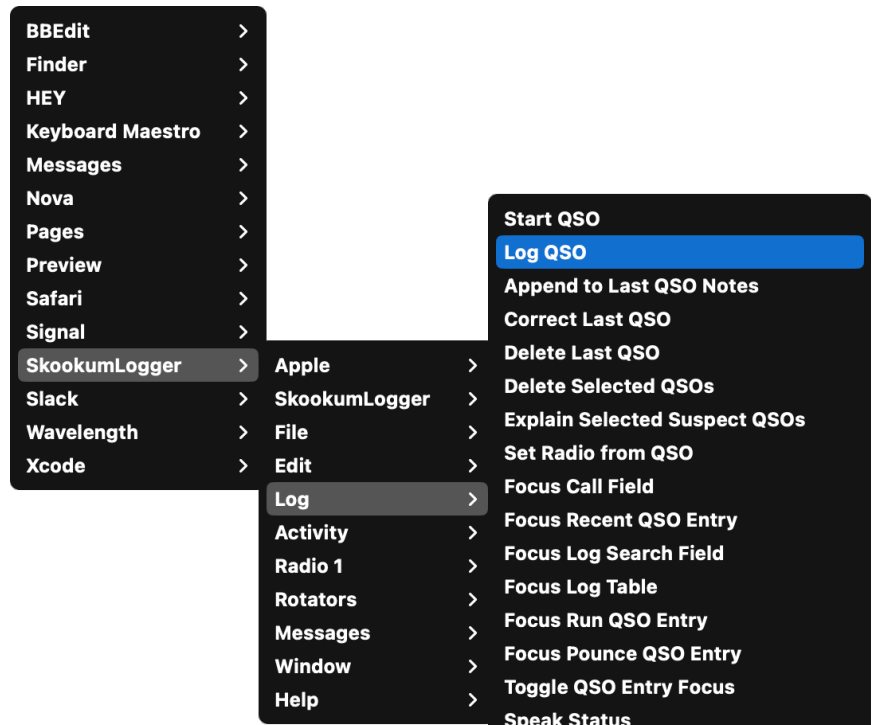 BBEdit
Finder
HEY
Keyboard Maestro
Messages
Nova
Pages
Preview
Safari
Signal
SkookumLogger
Slack
Wavelength
Xcode
Apple
SkookumLogger
File
Edit
Log
Activity
Radio 1
Rotators
Messages
Window
Help
Start QSO
Log QSO
Append to Last QSO Notes
Correct Last QSO
Delete Last QSO
Delete Selected QSOs
Explain Selected Suspect QSOs
Set Radio from QSO
Focus Call Field
Focus Recent QSO Entry
Focus Log Search Field
Focus Log Table
Focus Run QSO Entry
Focus Pounce QSO Entry
Toggle QSO Entry Focus
Speak Status